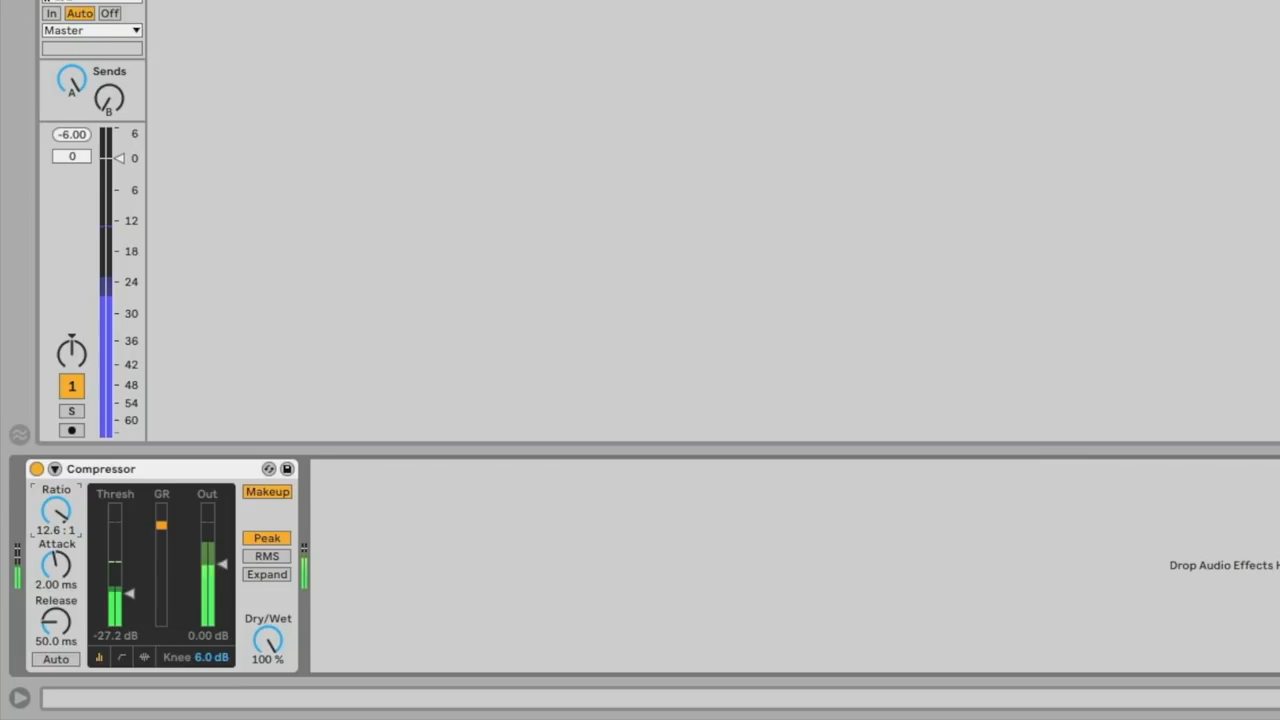 In Auto Off
Master
Sends
A
B
-6.00
0
6
0
6
12
18
24
30
36
42
48
54
60
1
S
Compressor
Ratio
12.6 : 1
Attack
2.00 ms
Release
50.0 ms
Auto
Thresh GR Out
-27.2 dB 0.00 dB
Knee 6.0 dB
Makeup
Peak
RMS
Expand
Dry/Wet
100 %
Drop Audio Effects